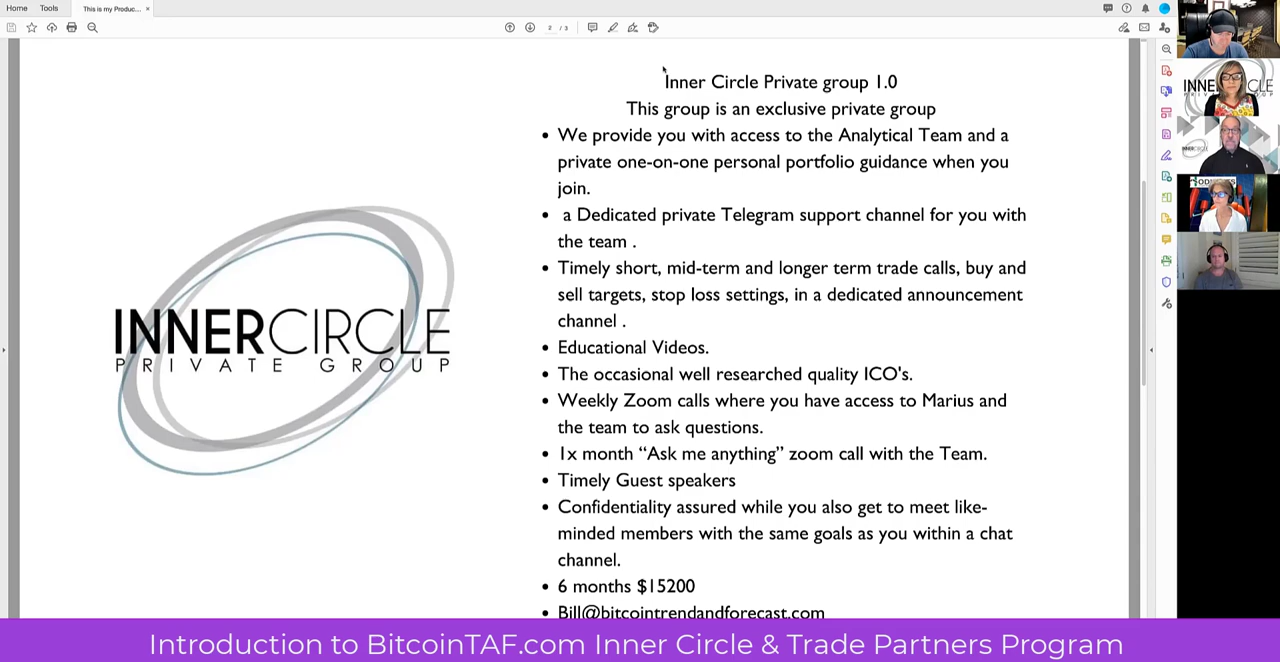 Home
Tools
This is my Produc...
2 / 3
Inner Circle Private group 1.0
This group is an exclusive private group
• We provide you with access to the Analytical Team and a
private one-on-one personal portfolio guidance when you
join.
• a Dedicated private Telegram support channel for you with
the team .
• Timely short, mid-term and longer term trade calls, buy and
sell targets, stop loss settings, in a dedicated announcement
channel .
• Educational Videos.
• The occasional well researched quality ICO's.
• Weekly Zoom calls where you have access to Marius and
the team to ask questions.
• 1x month “Ask me anything” zoom call with the Team.
• Timely Guest speakers
• Confidentiality assured while you also get to meet like-
minded members with the same goals as you within a chat
channel.
• 6 months $15200
• Bill@bitcointrendandforecast.com
INNERCIRCLE
PRIVATE GROUP
Introduction to BitcoinTAF.com Inner Circle & Trade Partners Program